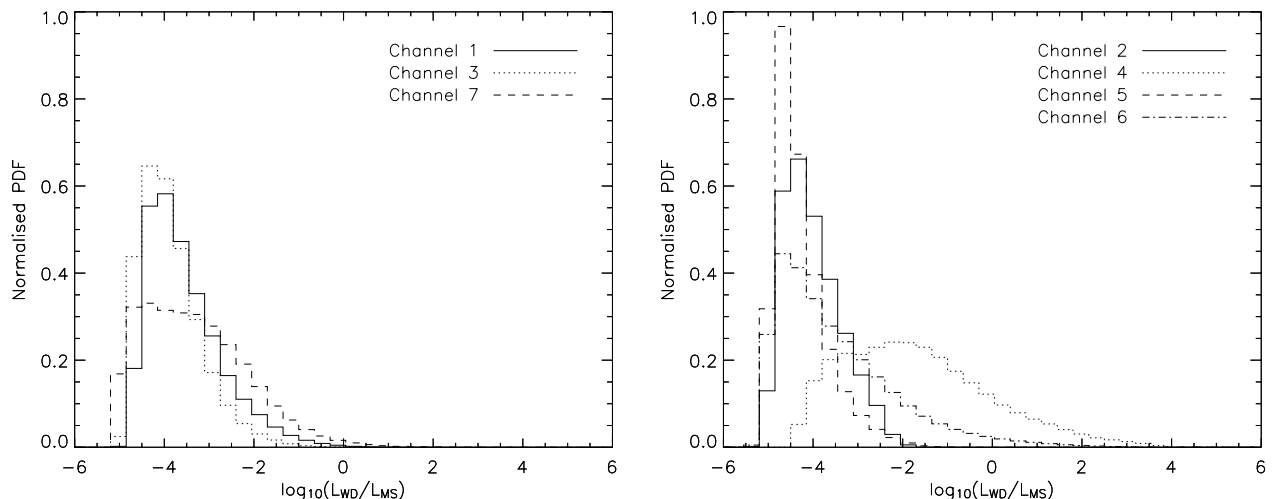 1.0
0.8
0.6
0.4
0.2
0.0
Normalised PDF
Channel 1
Channel 3
Channel 7
−6 −4 −2 0 2 4 6
log10(LWD/LMS)
1.0
0.8
0.6
0.4
0.2
0.0
Normalised PDF
Channel 2
Channel 4
Channel 5
Channel 6
−6 −4 −2 0 2 4 6
log10(LWD/LMS)